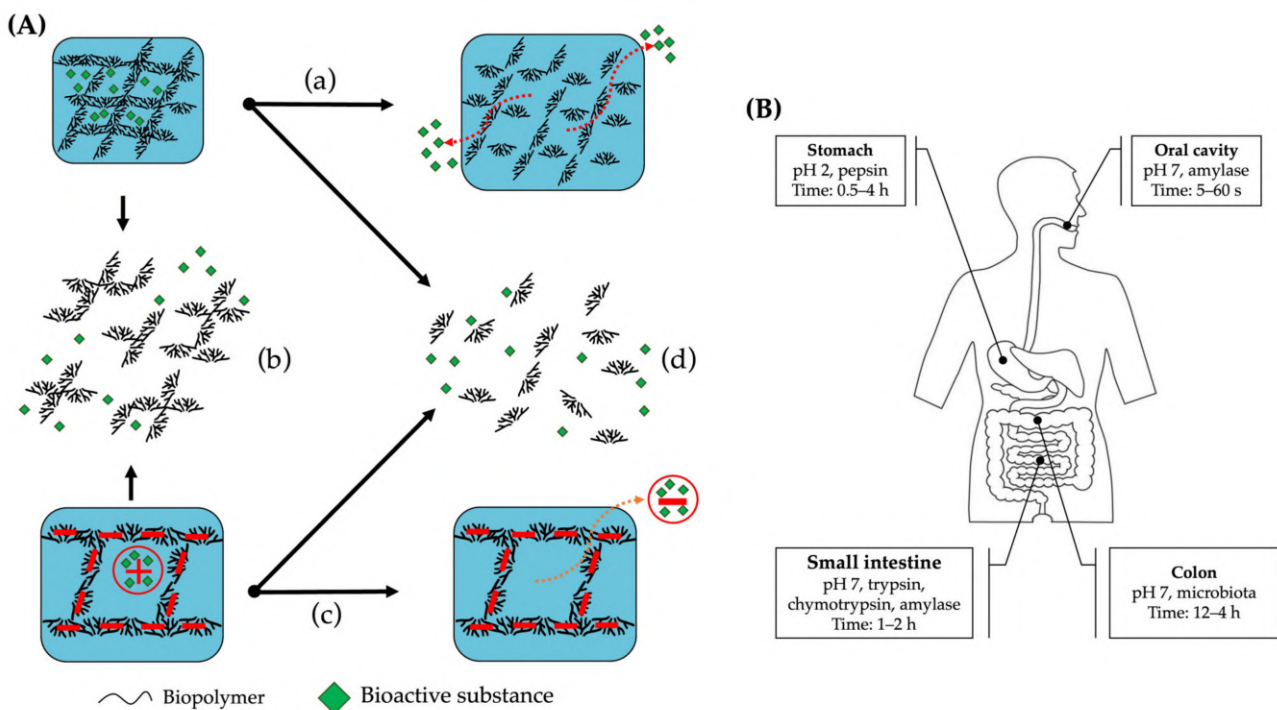 (A)
(a)
(b)
(c)
(d)
Biopolymer
Bioactive substance
(B)
Stomach
pH 2, pepsin
Time: 0.5–4 h
Oral cavity
pH 7, amylase
Time: 5–60 s
Small intestine
pH 7, trypsin,
chymotrypsin, amylase
Time: 1–2 h
Colon
pH 7, microbiota
Time: 12–4 h